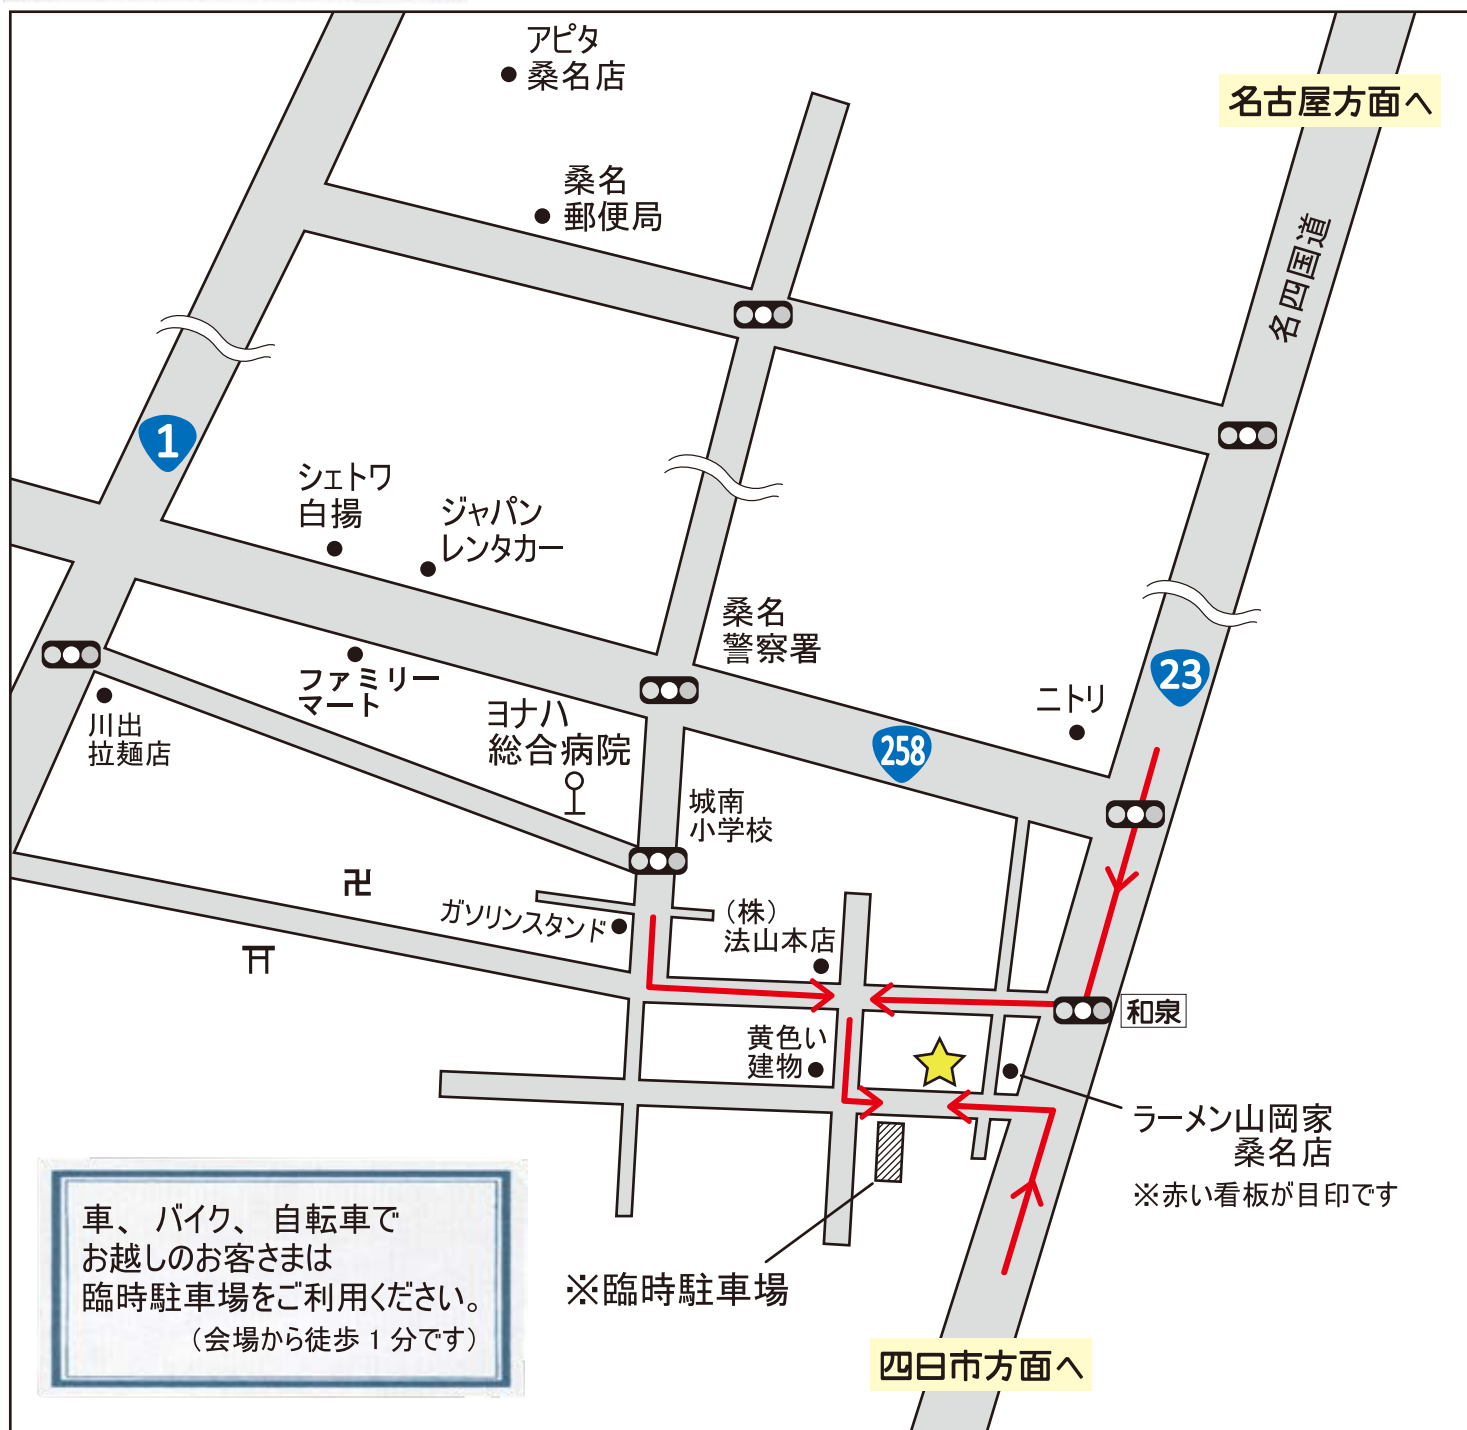 アピタ
桑名店
名古屋方面へ
桑名
郵便局
名四国道
1
シェトワ
白揚
ジャパン
レンタカー
桑名
警察署
23
ニトリ
ファミリー
マート
ヨナハ
総合病院
258
川出
拉麺店
城南
小学校
卍
ガソリンスタンド
(株)
法山本店
和泉
黄色い
建物
ラーメン山岡家
桑名店
※赤い看板が目印です
車、バイク、自転車で
お越しのお客さまは
臨時駐車場をご利用ください。
(会場から徒歩1分です)
※臨時駐車場
四日市方面へ